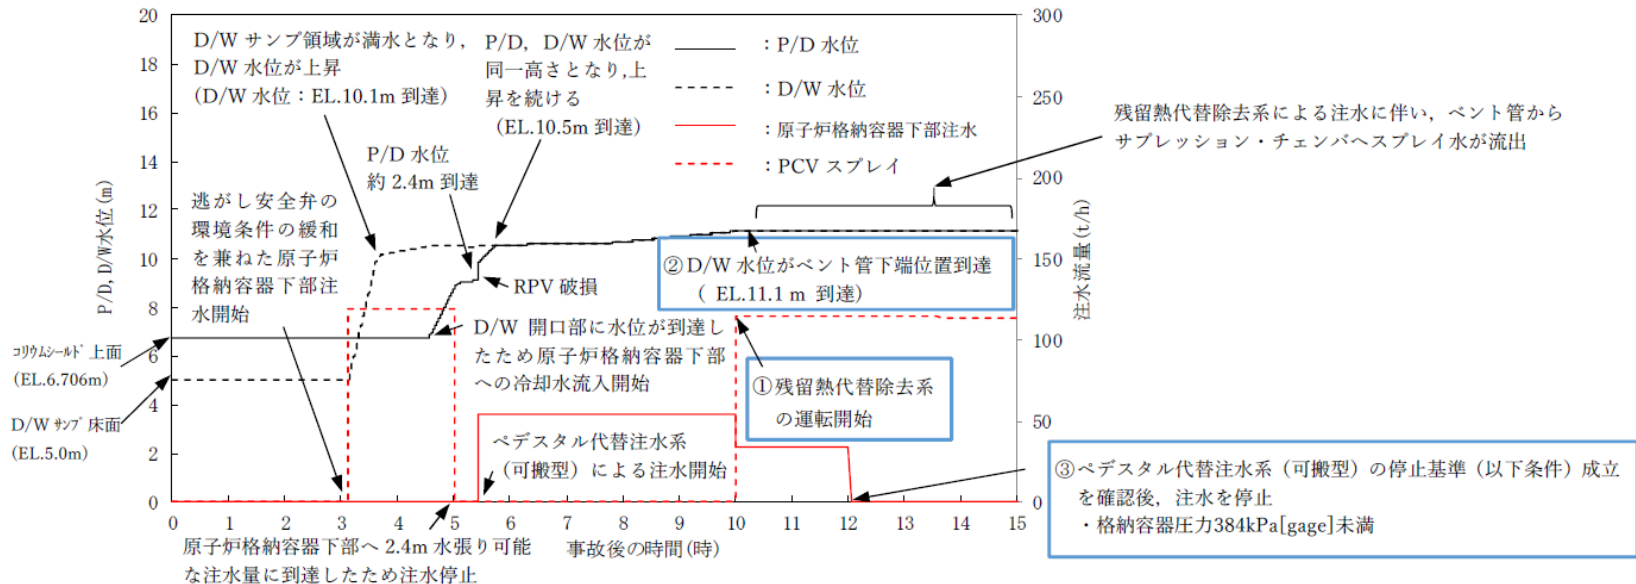 20
18
16
14
12
10
8
6
4
2
0
P/D, D/W水位(m)
300
250
200
150
100
50
0
注水流量(t/h)
0 1 2 3 4 5 6 7 8 9 10 11 12 13 14 15
事故後の時間(時)
D/W サンプ領域が満水となり,
D/W 水位が上昇
(D/W 水位：EL.10.1m 到達)
P/D, D/W 水位が
同一高さとなり,上
昇を続ける
(EL.10.5m 到達)
：P/D 水位
：D/W 水位
：原子炉格納容器下部注水
：PCV スプレイ
残留熱代替除去系による注水に伴い，ベント管から
サプレッション・チェンバへスプレイ水が流出
P/D 水位
約 2.4m 到達
逃がし安全弁の
環境条件の緩和
を兼ねた原子炉
格納容器下部注
水開始
RPV 破損
②D/W 水位がベント管下端位置到達
( EL.11.1 m 到達)
D/W 開口部に水位が到達し
たため原子炉格納容器下部
への冷却水流入開始
①残留熱代替除去系
の運転開始
コリウムシールド上面
(EL.6.706m)
D/W サンプ床面
(EL.5.0m)
ペデスタル代替注水系
（可搬型）による注水開始
③ペデスタル代替注水系（可搬型）の停止基準（以下条件）成立
を確認後，注水を停止
・格納容器圧力384kPa[gage]未満
原子炉格納容器下部へ 2.4m 水張り可能
な注水量に到達したため注水停止